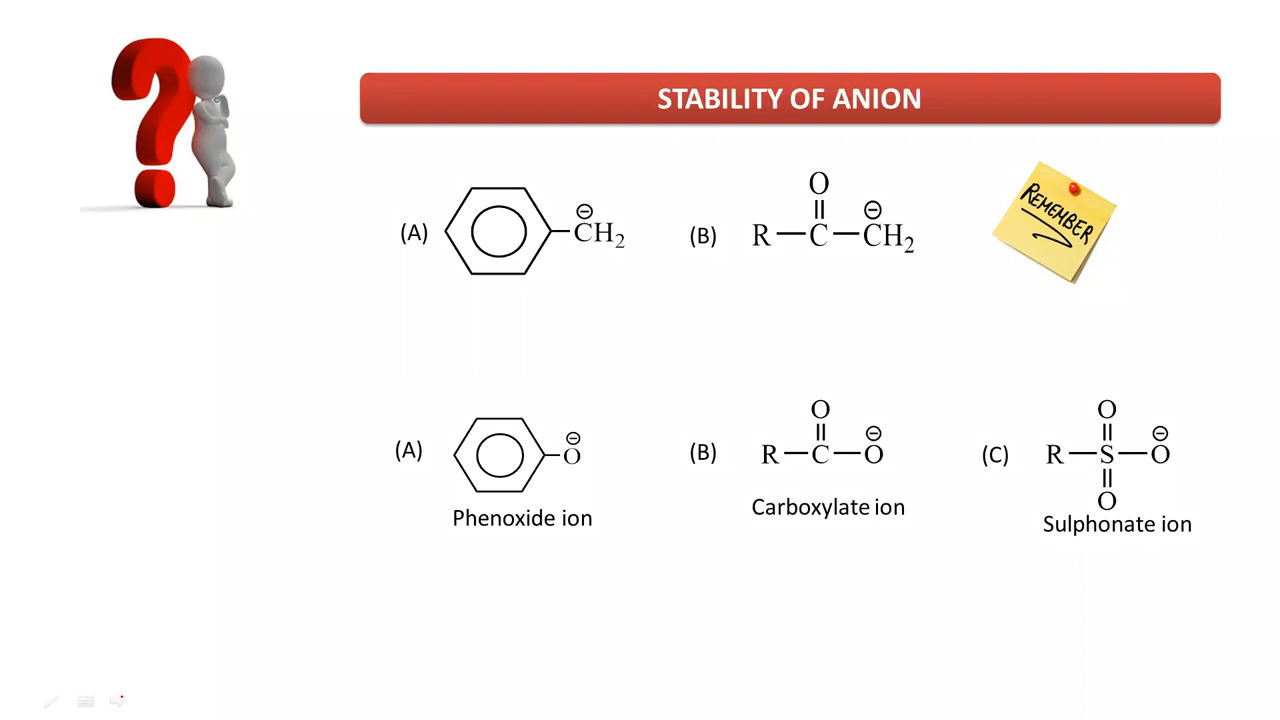 STABILITY OF ANION
REMEMBER
(A) ⊖CH₂
(B) R—C—⊖CH₂
O
(A) ⊖O
Phenoxide ion
(B) R—C—⊖O
O
Carboxylate ion
(C) R—S—⊖O
O
O
Sulphonate ion